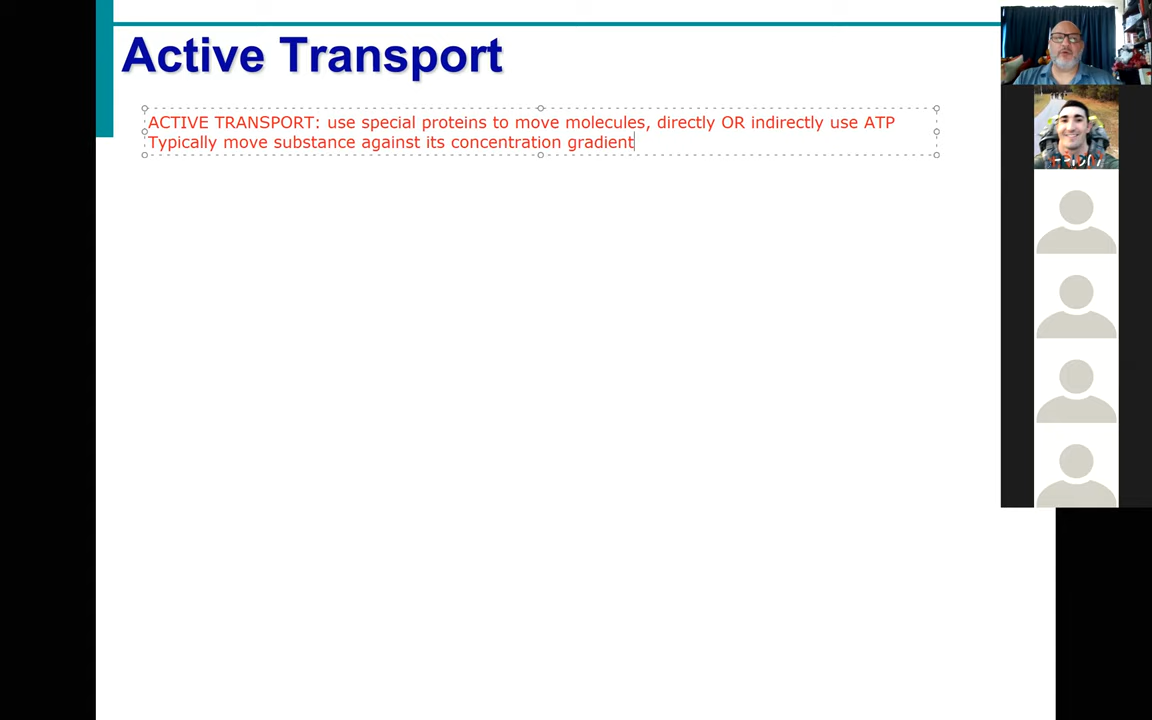 Active Transport
ACTIVE TRANSPORT: use special proteins to move molecules, directly OR indirectly use ATP
Typically move substance against its concentration gradient